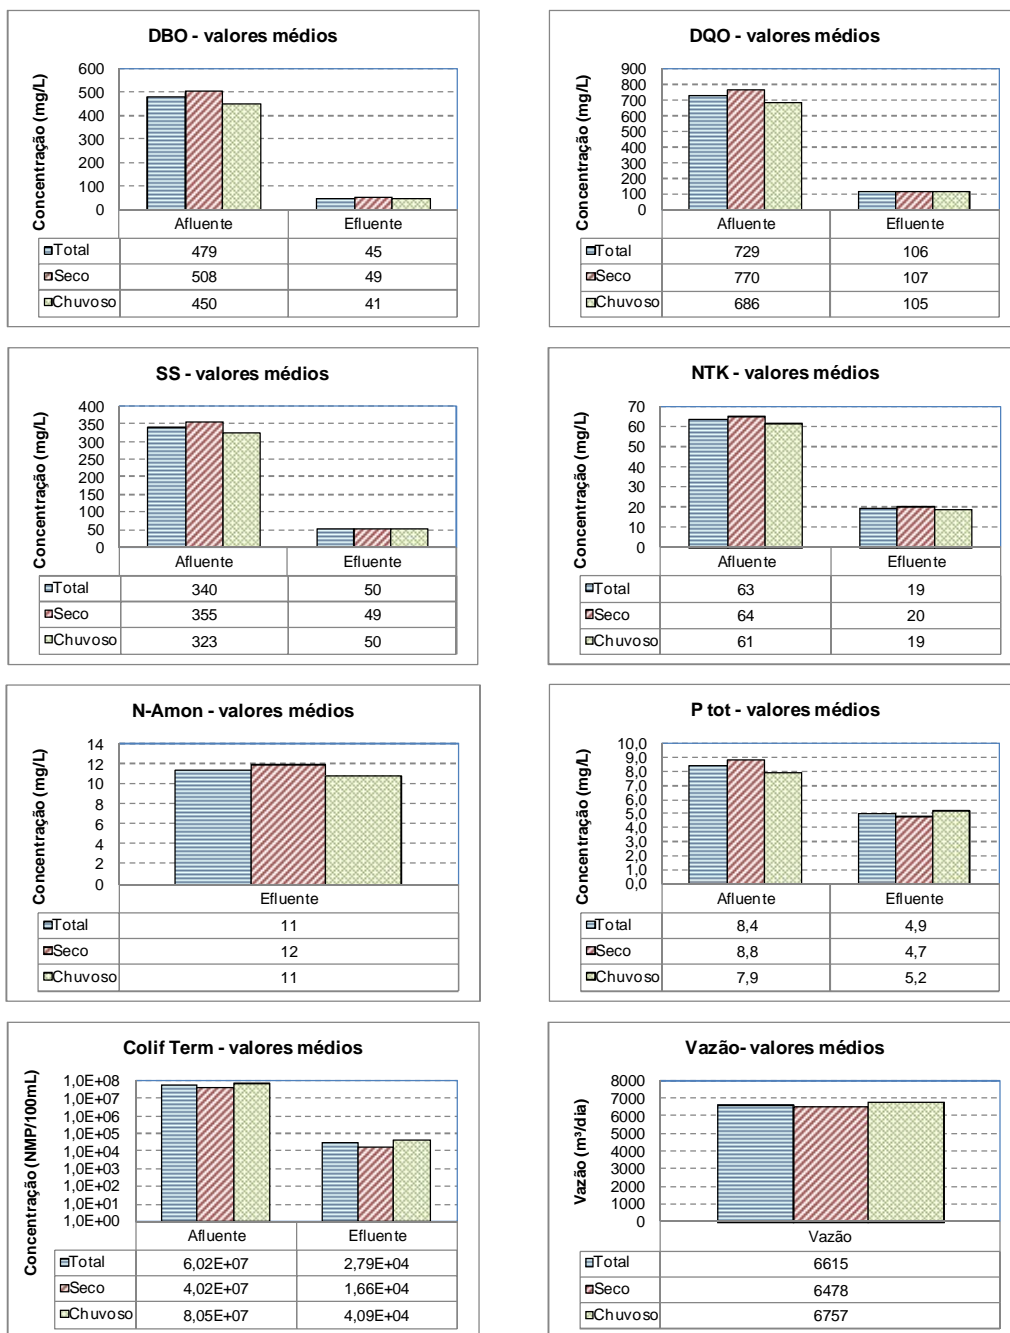 DBO - valores médios
Concentração (mg/L)
600
500
400
300
200
100
0
Afluente Efluente
Total 479 45
Seco 508 49
Chuvoso 450 41
DQO - valores médios
Concentração (mg/L)
900
800
700
600
500
400
300
200
100
0
Afluente Efluente
Total 729 106
Seco 770 107
Chuvoso 686 105
SS - valores médios
Concentração (mg/L)
400
350
300
250
200
150
100
50
0
Afluente Efluente
Total 340 50
Seco 355 49
Chuvoso 323 50
NTK - valores médios
Concentração (mg/L)
70
60
50
40
30
20
10
0
Afluente Efluente
Total 63 19
Seco 64 20
Chuvoso 61 19
N-Amon - valores médios
Concentração (mg/L)
14
12
10
8
6
4
2
0
Efluente
Total 11
Seco 12
Chuvoso 11
P tot - valores médios
Concentração (mg/L)
10,0
9,0
8,0
7,0
6,0
5,0
4,0
3,0
2,0
1,0
0,0
Afluente Efluente
Total 8,4 4,9
Seco 8,8 4,7
Chuvoso 7,9 5,2
Colif Term - valores médios
Concentração (NMP/100mL)
1,0E+08
1,0E+07
1,0E+06
1,0E+05
1,0E+04
1,0E+03
1,0E+02
1,0E+01
1,0E+00
Afluente Efluente
Total 6,02E+07 2,79E+04
Seco 4,02E+07 1,66E+04
Chuvoso 8,05E+07 4,09E+04
Vazão- valores médios
Vazão (m³/dia)
8000
7000
6000
5000
4000
3000
2000
1000
0
Vazão
Total 6615
Seco 6478
Chuvoso 6757